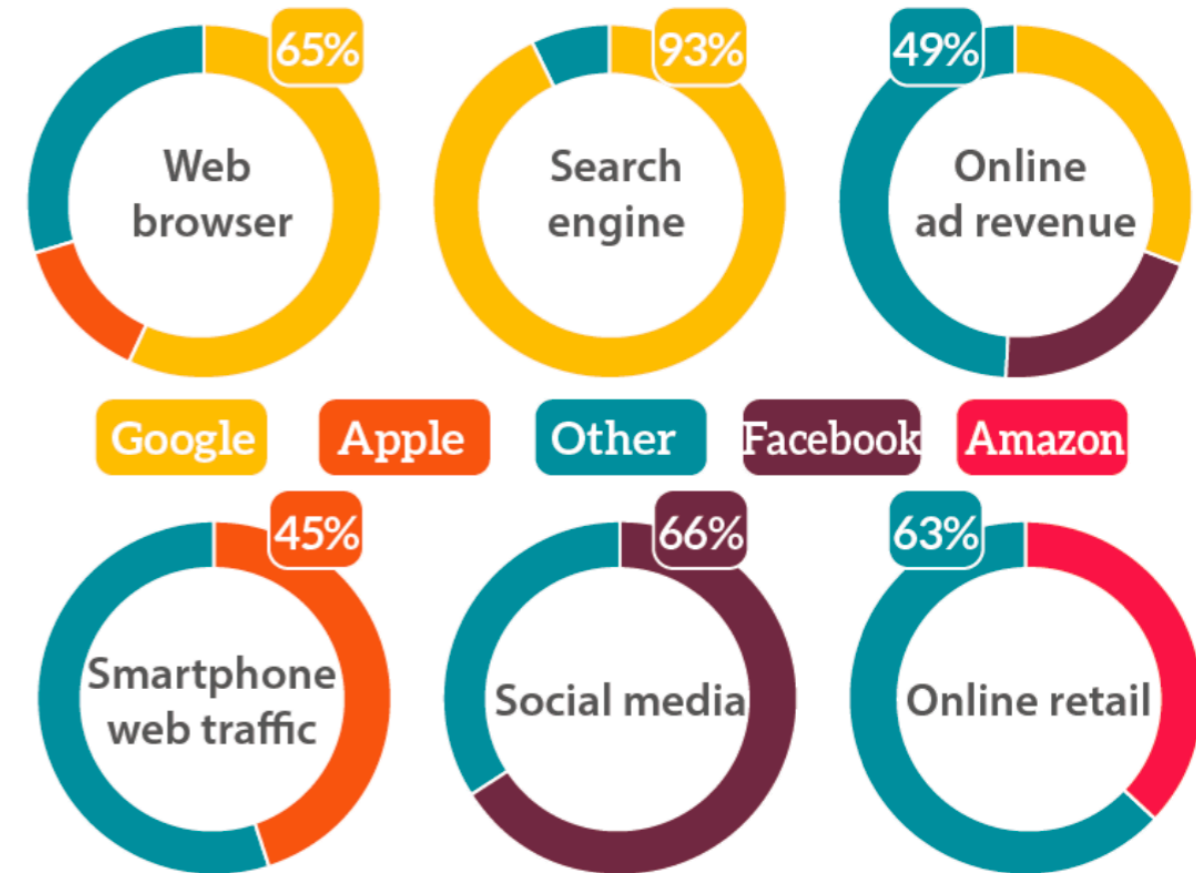 65%
93%
49%
Web
browser
Search
engine
Online
ad revenue
Google
Apple
Other
Facebook
Amazon
45%
66%
63%
Smartphone
web traffic
Social media
Online retail